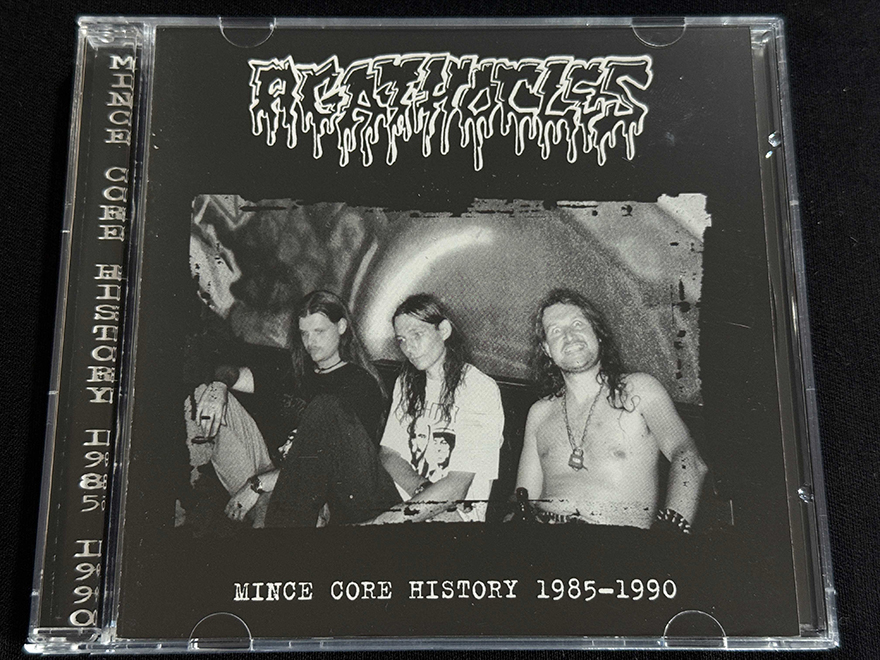 AGATHOCLES
MINCE CORE HISTORY 1985-1990
MINCE CORE HISTORY 1985 1990